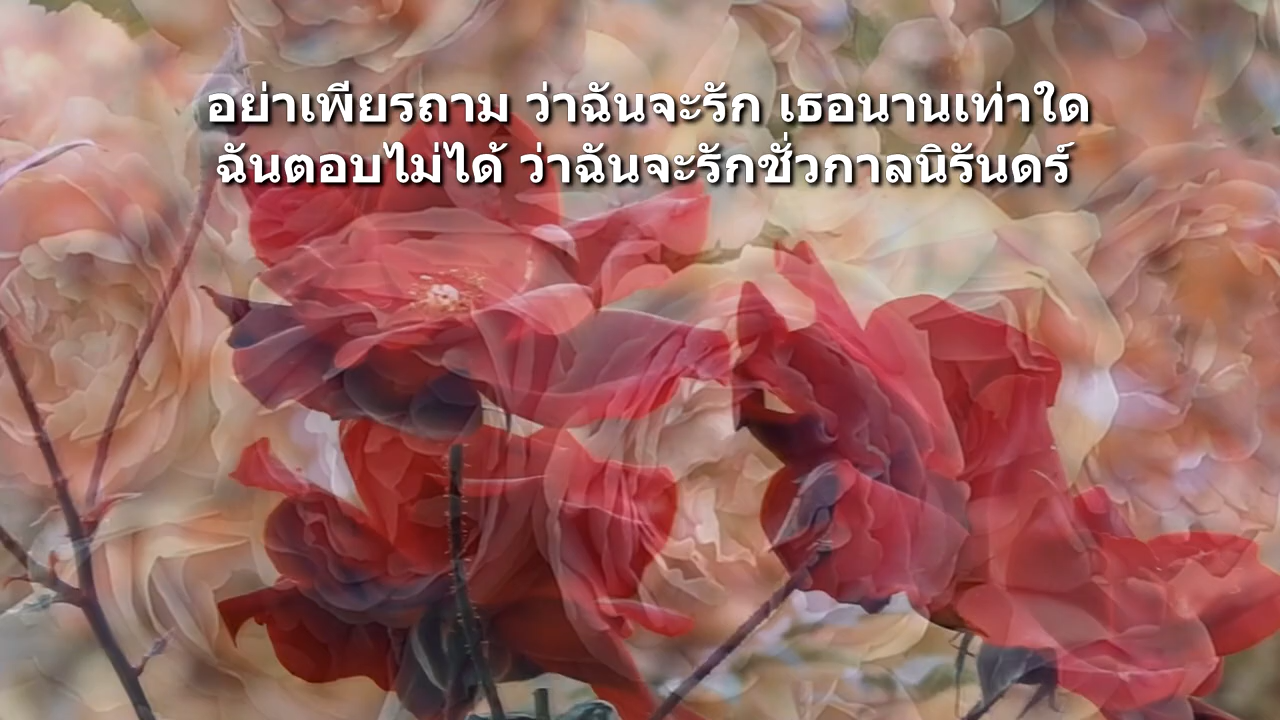 อย่าเพียรถาม ว่าฉันจะรัก เธอนานเท่าใด
ฉันตอบไม่ได้ ว่าฉันจะรักชั่วกาลนิรันดร์